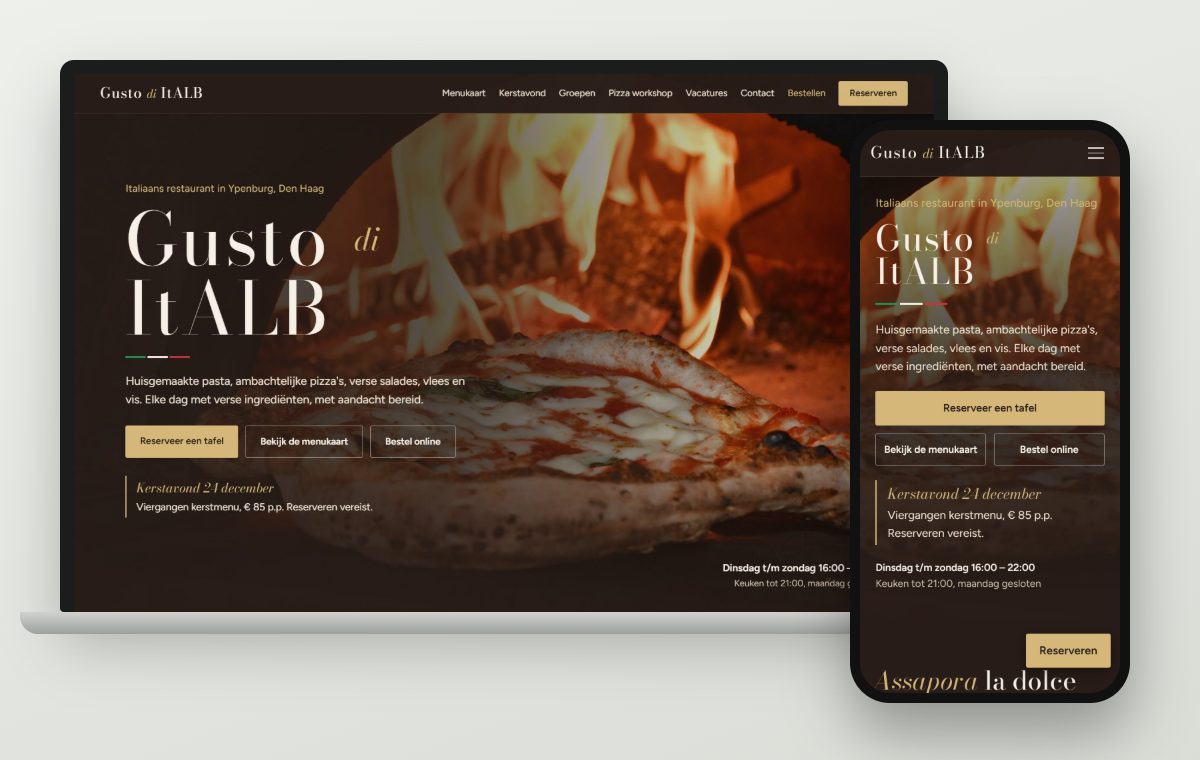 Gusto di ItALB
Menukaart Kerstavond Groepen Pizza workshop Vacatures Contact Bestellen Reserveren
Italiaans restaurant in Ypenburg, Den Haag
Gusto di
ItALB
Huisgemaakte pasta, ambachtelijke pizza's, verse salades, vlees en
vis. Elke dag met verse ingrediënten, met aandacht bereid.
Reserveer een tafel Bekijk de menukaart Bestel online
Kerstavond 24 december
Viergangen kerstmenu, € 85 p.p. Reserveren vereist.
Dinsdag t/m zondag 16:00 –
Keuken tot 21:00, maandag
Gusto di ItALB
Italiaans restaurant in Ypenburg, Den Haag
Gusto di
ItALB
Huisgemaakte pasta, ambachtelijke pizza's,
verse salades, vlees en vis. Elke dag met
verse ingrediënten, met aandacht bereid.
Reserveer een tafel
Bekijk de menukaart Bestel online
Kerstavond 24 december
Viergangen kerstmenu, € 85 p.p.
Reserveren vereist.
Dinsdag t/m zondag 16:00 – 22:00
Keuken tot 21:00, maandag gesloten
Reserveren
Assapora la dolce